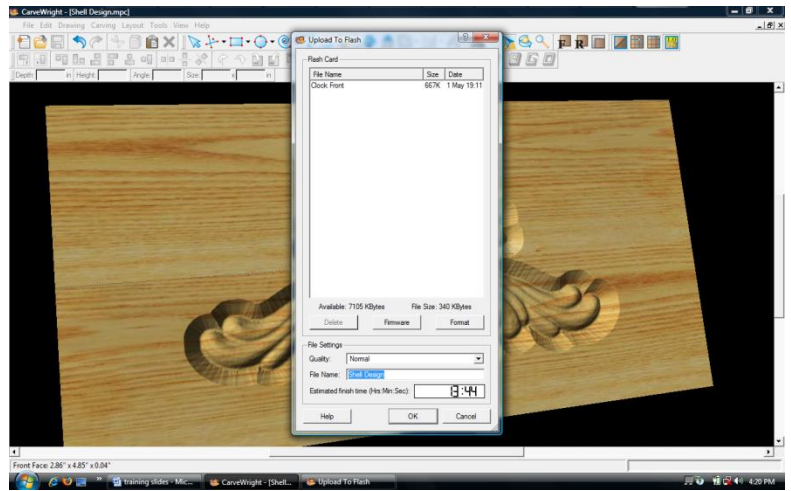 CarveWright - [Shell Design.mpc]
File Edit Drawing Carving Layout Tools View Help
Depth: in Height: Angle: Size: x in
Upload To Flash
Flash Card
File Name Size Date
Clock Front 667K 1 May 19:11
Available: 7105 KBytes File Size: 340 KBytes
Delete Firmware Format
File Settings
Quality: Normal
File Name: Shell Design
Estimated finish time (Hrs:Min:Sec): 13:44
Help OK Cancel
Front Face: 2.86" x 4.85" x 0.04"
training slides - Mic... CarveWright - [Shell... Upload To Flash 4:20 PM